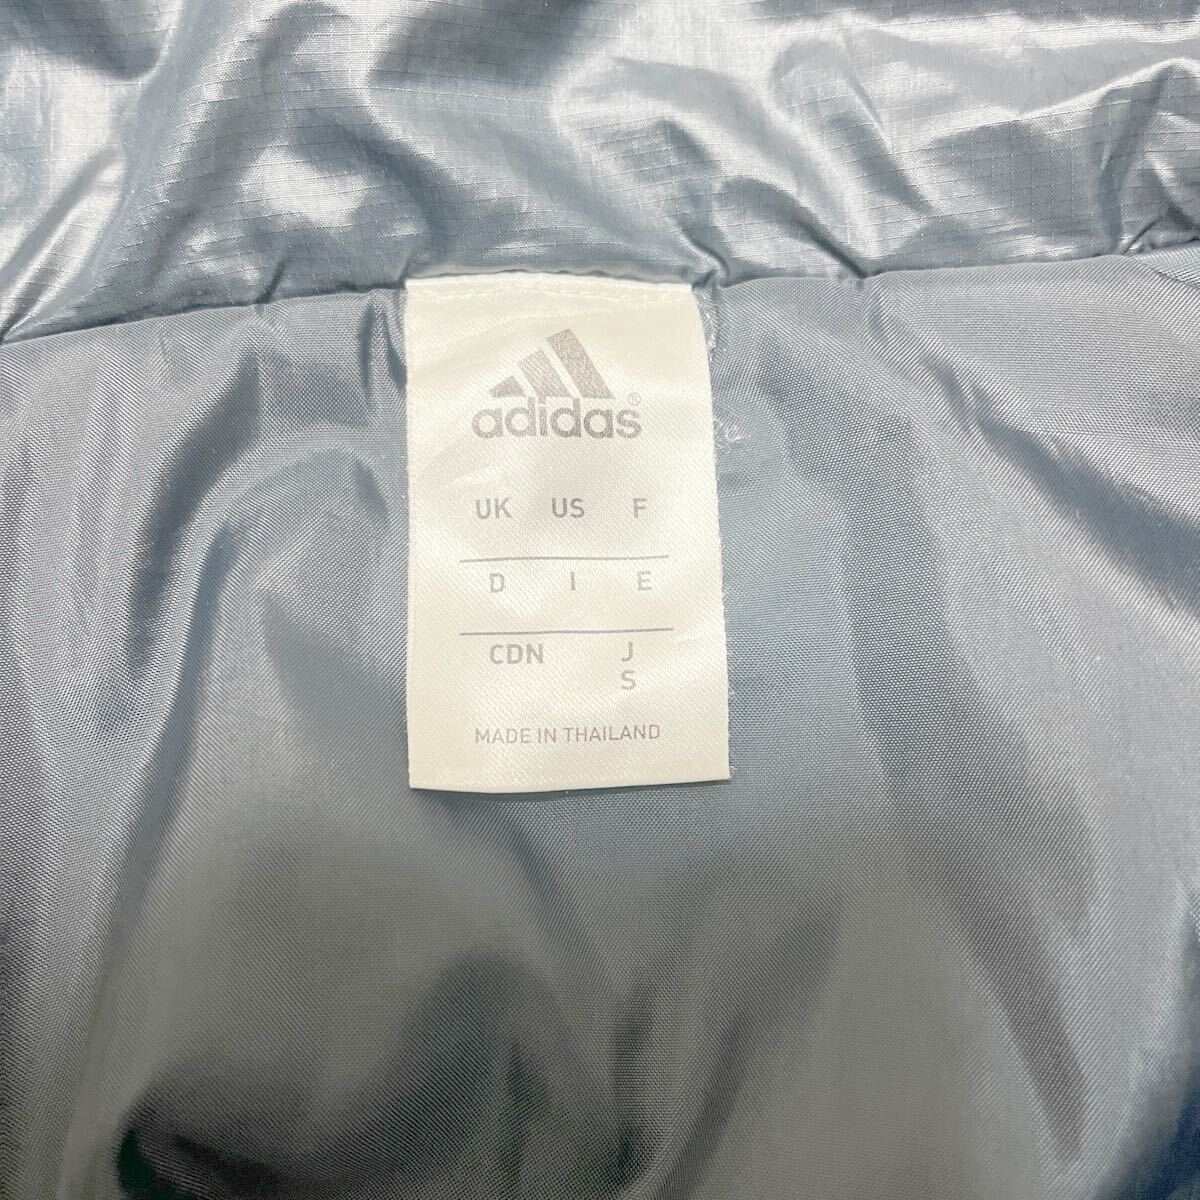 adidas®
UK US F
D I E
CDN J
S
MADE IN THAILAND